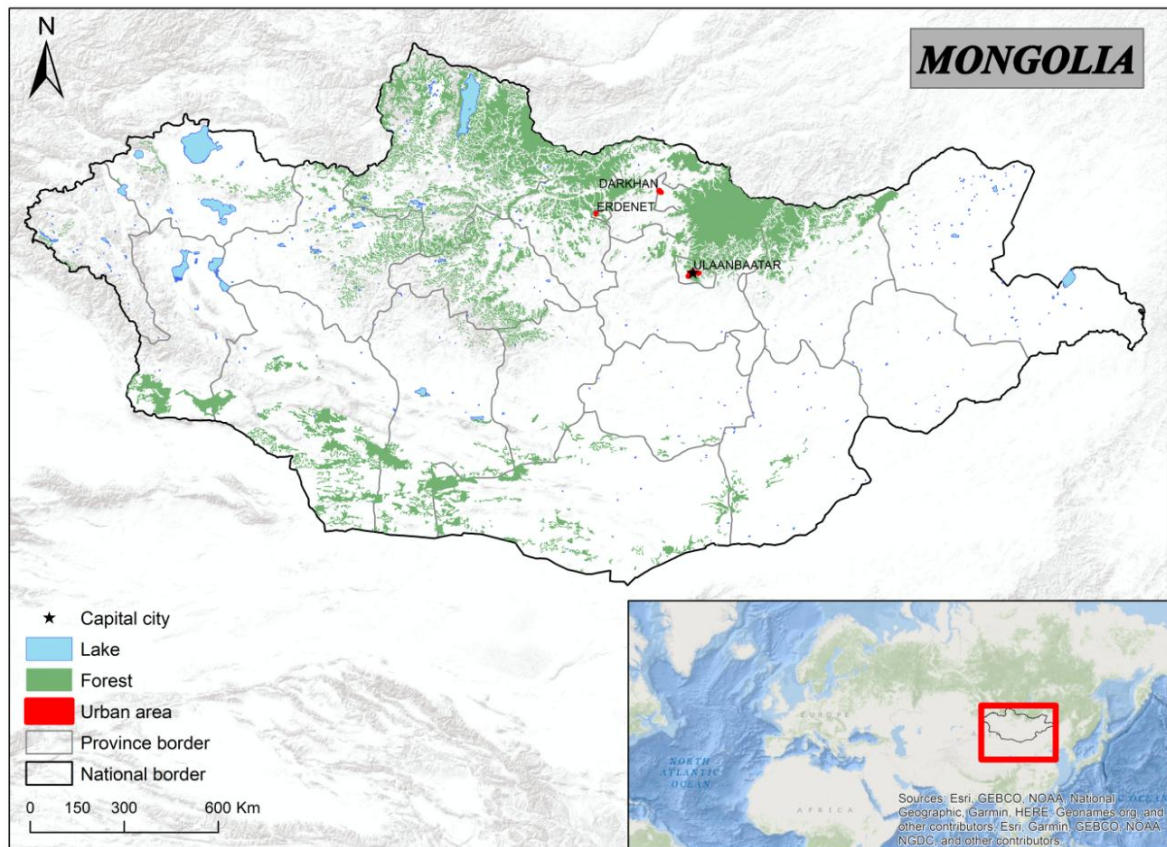 N
MONGOLIA
DARKHAN
ERDENET
ULAANBAATAR
Capital city
Lake
Forest
Urban area
Province border
National border
0 150 300 600 Km
EUROPE
NORTH
ATLANTIC
OCEAN
AFRICA
Sources: Esri, GEBCO, NOAA, National
Geographic, Garmin, HERE, Geonames.org, and
other contributors, Esri, Garmin, GEBCO, NOAA
NGDC, and other contributors